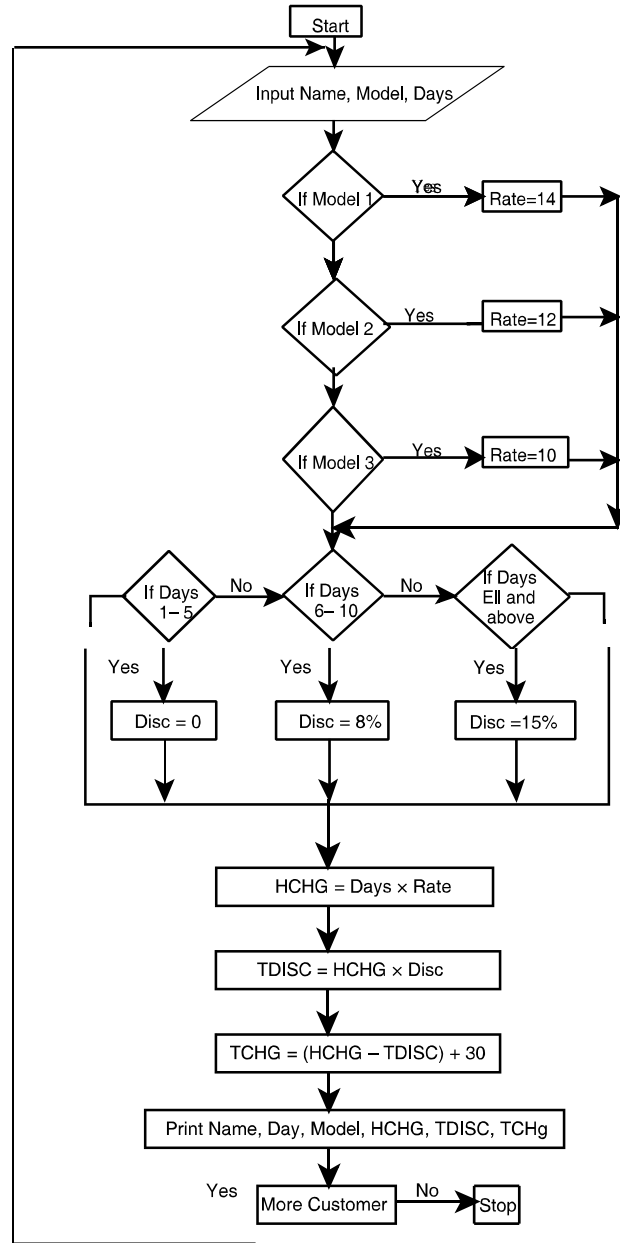 Start
Input Name, Model, Days
If Model 1
Yes
Rate=14
If Model 2
Yes
Rate=12
If Model 3
Yes
Rate=10
If Days
1– 5
No
If Days
6– 10
No
If Days
Ell and
above
Yes
Yes
Yes
Disc = 0
Disc = 8%
Disc =15%
HCHG = Days × Rate
TDISC = HCHG × Disc
TCHG = (HCHG – TDISC) + 30
Print Name, Day, Model, HCHG, TDISC, TCHg
Yes
More Customer
No
Stop